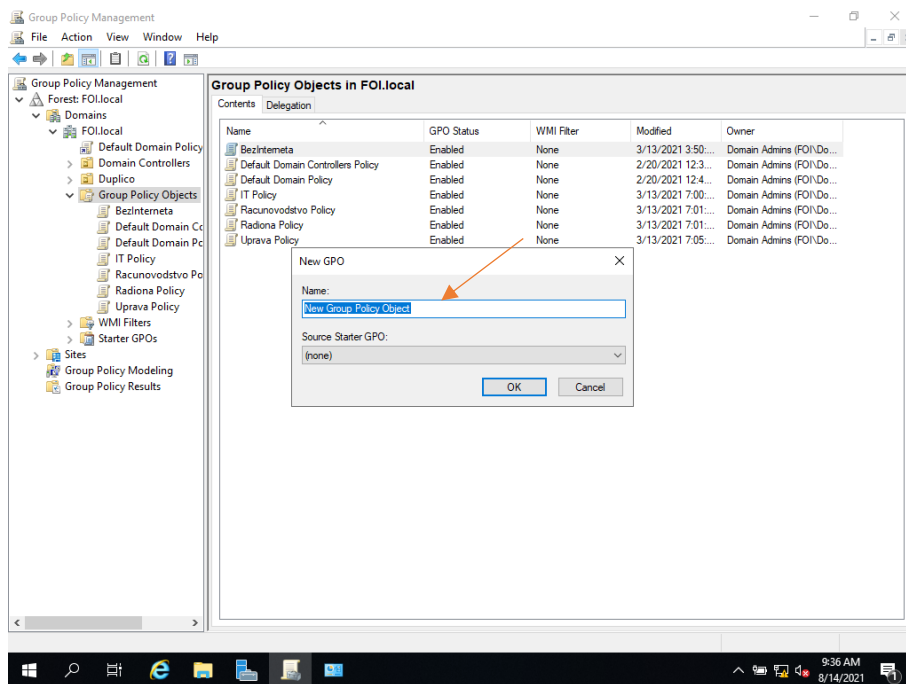 Group Policy Management
File Action View Window Help
Group Policy Management
Forest: FOI.local
Domains
FOI.local
Default Domain Policy
Domain Controllers
Duplico
Group Policy Objects
BezInterneta
Default Domain Cc
Default Domain Pc
IT Policy
Racunovodstvo Po
Radiona Policy
Uprava Policy
WMI Filters
Starter GPOs
Sites
Group Policy Modeling
Group Policy Results
Group Policy Objects in FOI.local
Contents Delegation
Name GPO Status WMI Filter Modified Owner
BezInterneta Enabled None 3/13/2021 3:50:... Domain Admins (FOI\Do...
Default Domain Controllers Policy Enabled None 2/20/2021 12:3... Domain Admins (FOI\Do...
Default Domain Policy Enabled None 2/20/2021 12:4... Domain Admins (FOI\Do...
IT Policy Enabled None 3/13/2021 7:00:... Domain Admins (FOI\Do...
Racunovodstvo Policy Enabled None 3/13/2021 7:01:... Domain Admins (FOI\Do...
Radiona Policy Enabled None 3/13/2021 7:01:... Domain Admins (FOI\Do...
Uprava Policy Enabled None 3/13/2021 7:05:... Domain Admins (FOI\Do...
New GPO
Name:
New Group Policy Object
Source Starter GPO:
(none)
OK Cancel
9:36 AM
8/14/2021
1